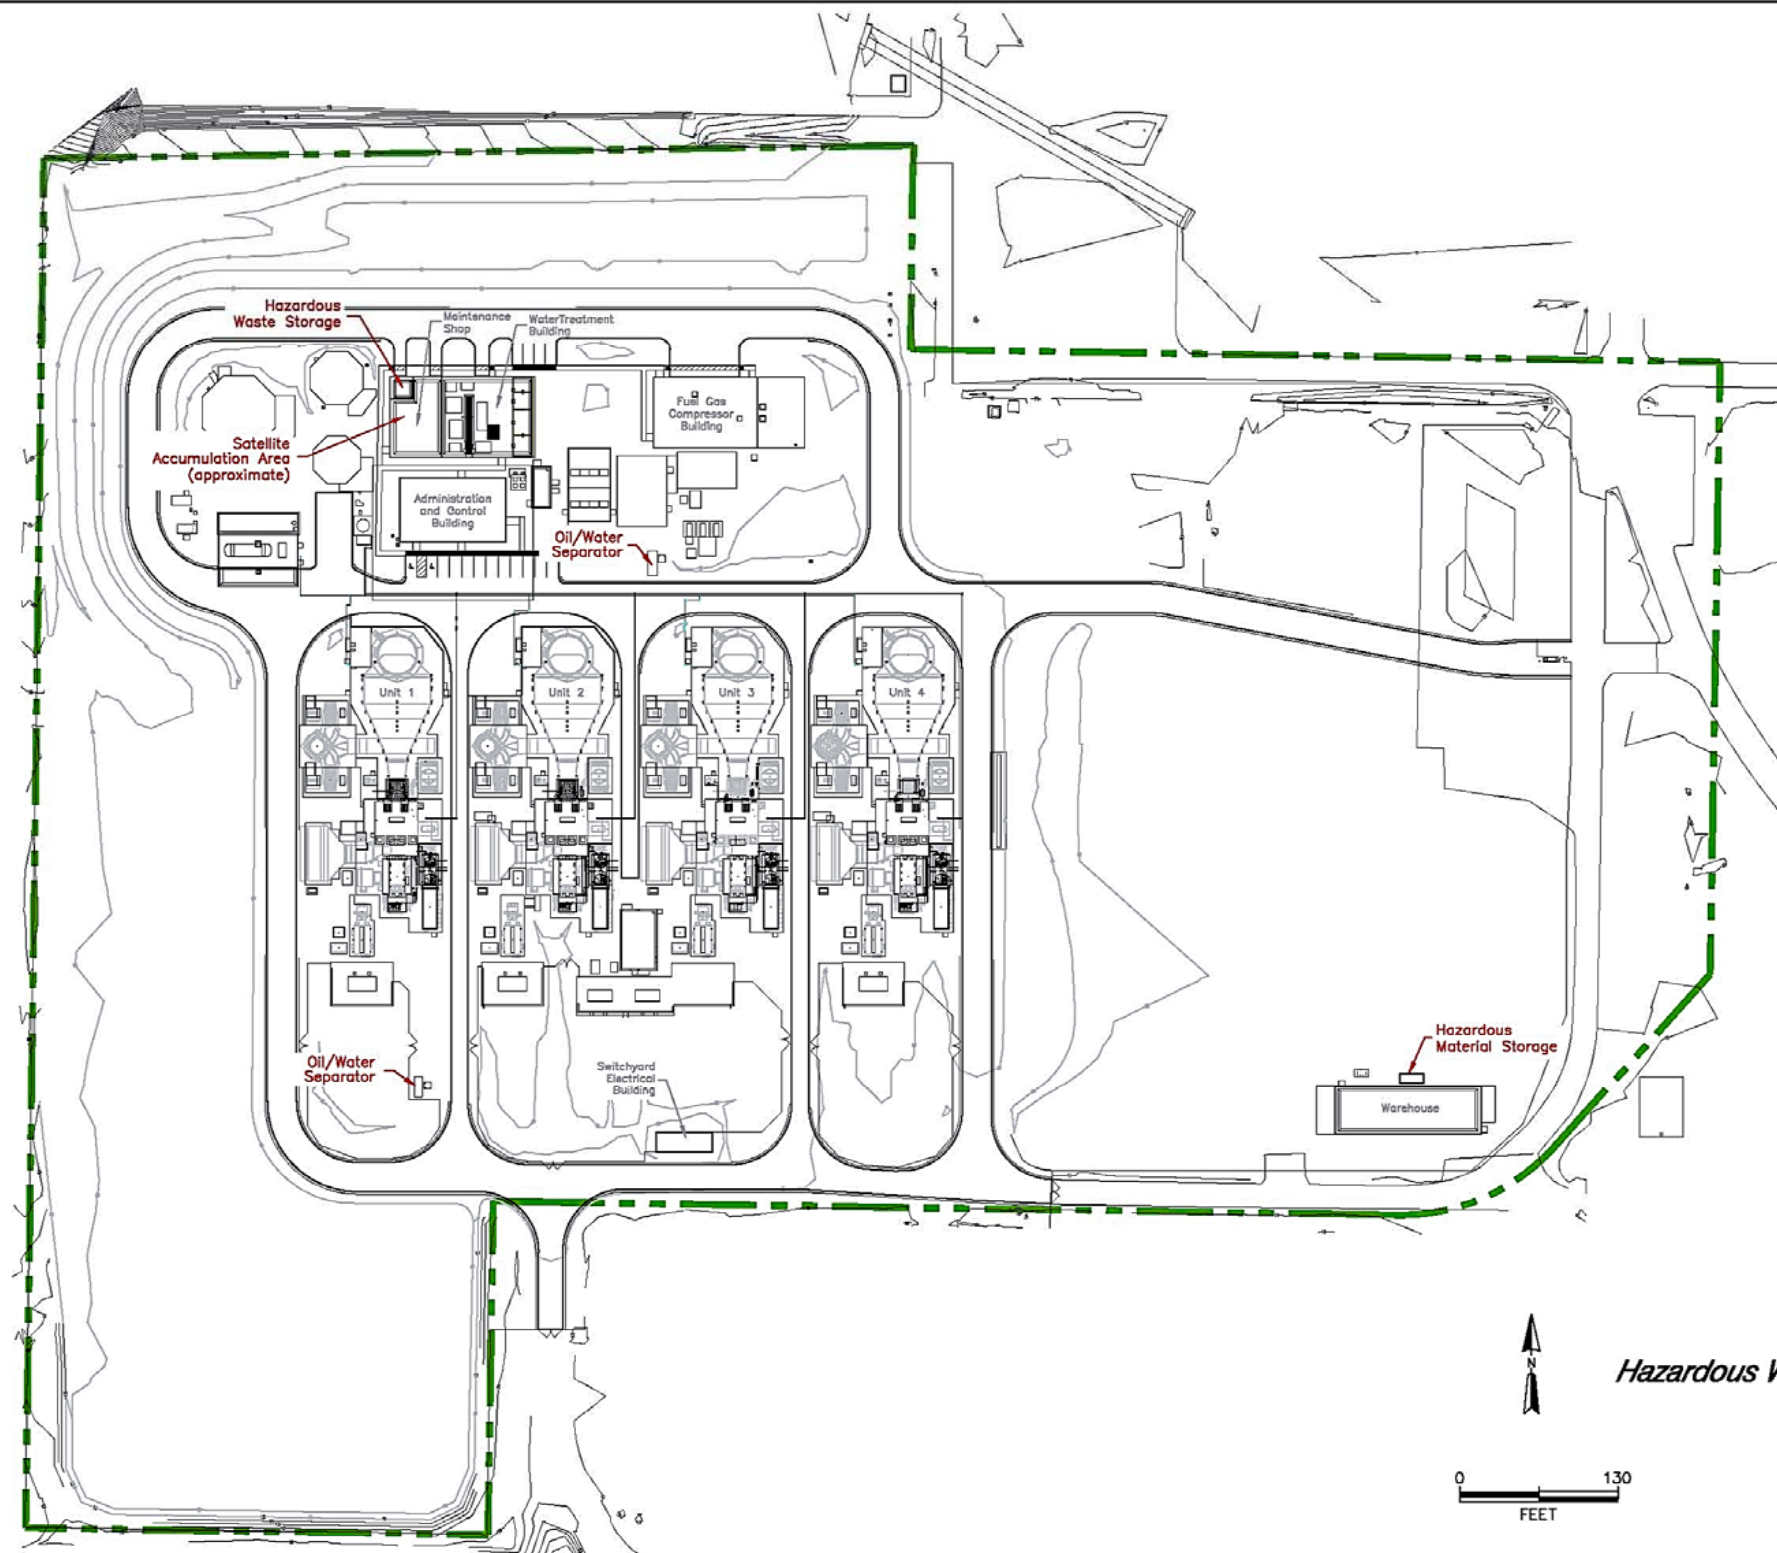 Hazardous
Waste Storage
Maintenance
Shop
WaterTreatment
Building
Fuel Gas
Compressor
Building
Satellite
Accumulation Area
(approximate)
Administration
and Control
Building
Oil/Water
Separator
Unit 1
Unit 2
Unit 3
Unit 4
Hazardous
Material Storage
Oil/Water
Separator
Switchyard
Electrical
Building
Warehouse
N
Hazardous
0 130
FEET